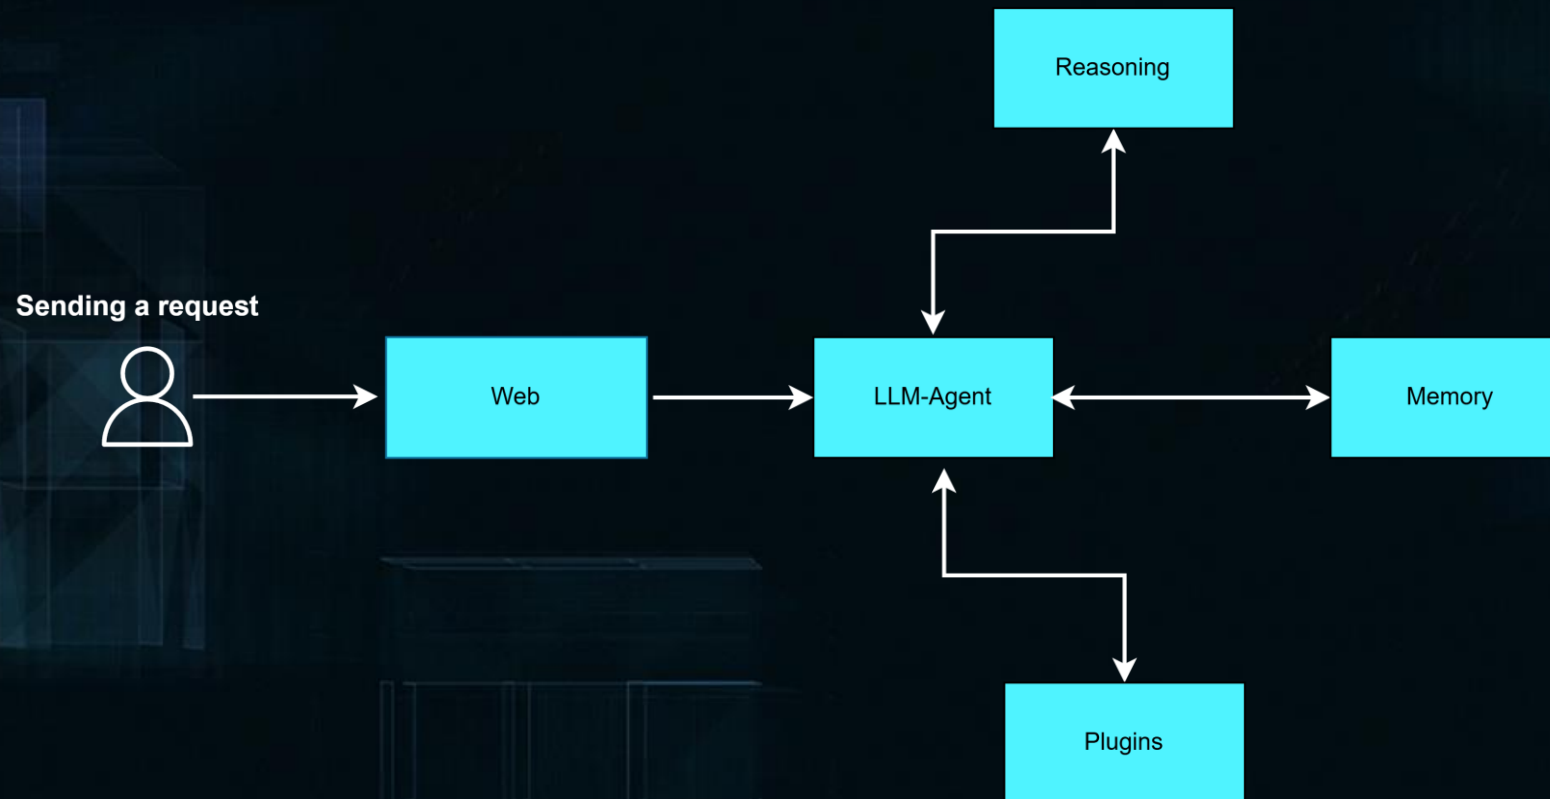 Reasoning
Sending a request
Web
LLM-Agent
Memory
Plugins